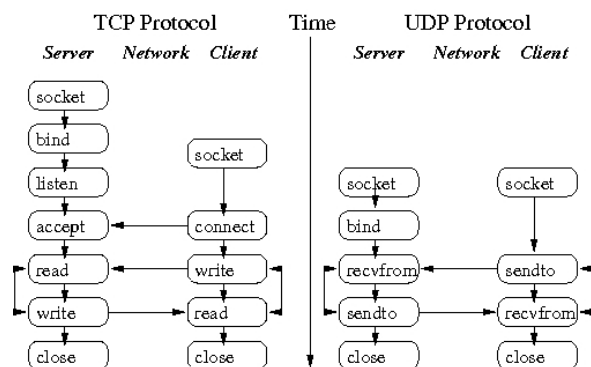 TCP Protocol Time UDP Protocol
Server Network Client Server Network Client
socket
bind
socket
listen socket socket
accept connect bind
read write recvfrom sendto
write read sendto recvfrom
close close close close